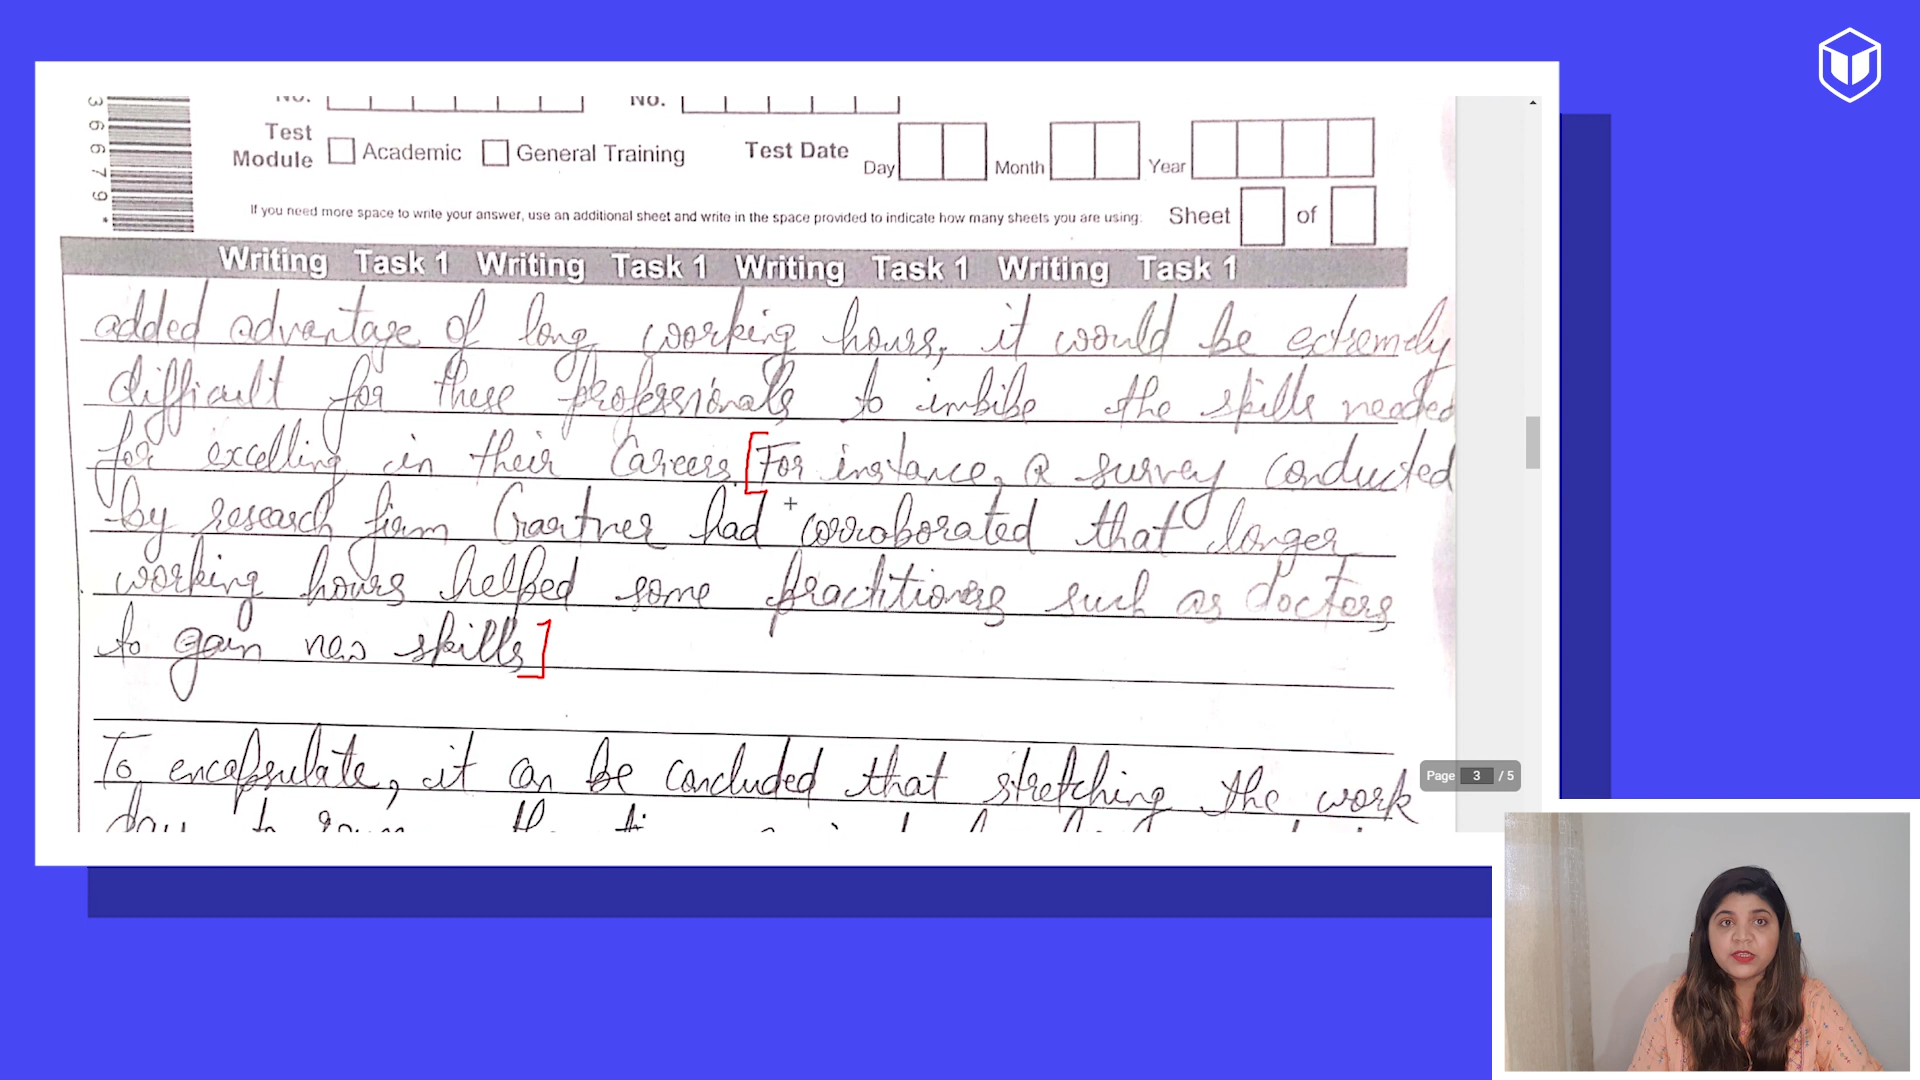 36679*
No. No.
Test Module Academic General Training Test Date Day Month Year
If you need more space to write your answer, use an additional sheet and write in the space provided to indicate how many sheets you are using: Sheet of
Writing Task 1 Writing Task 1 Writing Task 1 Writing Task 1
added advantage of long working hours, it would be extremely
difficult for these professionals to imbibe the skills needed
for excelling in their careers. [For instance, a survey conducted
by research firm Gartner had corroborated that longer
working hours helped some practitioners such as doctors
to gain new skills]
To encapsulate, it can be concluded that stretching the work
Page 3 / 5